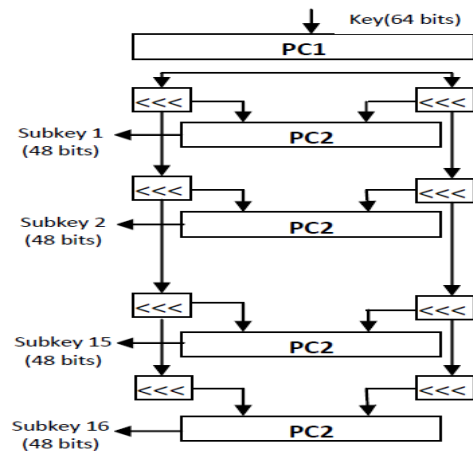 Key(64 bits)
PC1
<<< <<<
Subkey 1
(48 bits)
PC2
<<< <<<
Subkey 2
(48 bits)
PC2
<<< <<<
Subkey 15
(48 bits)
PC2
<<< <<<
Subkey 16
(48 bits)
PC2